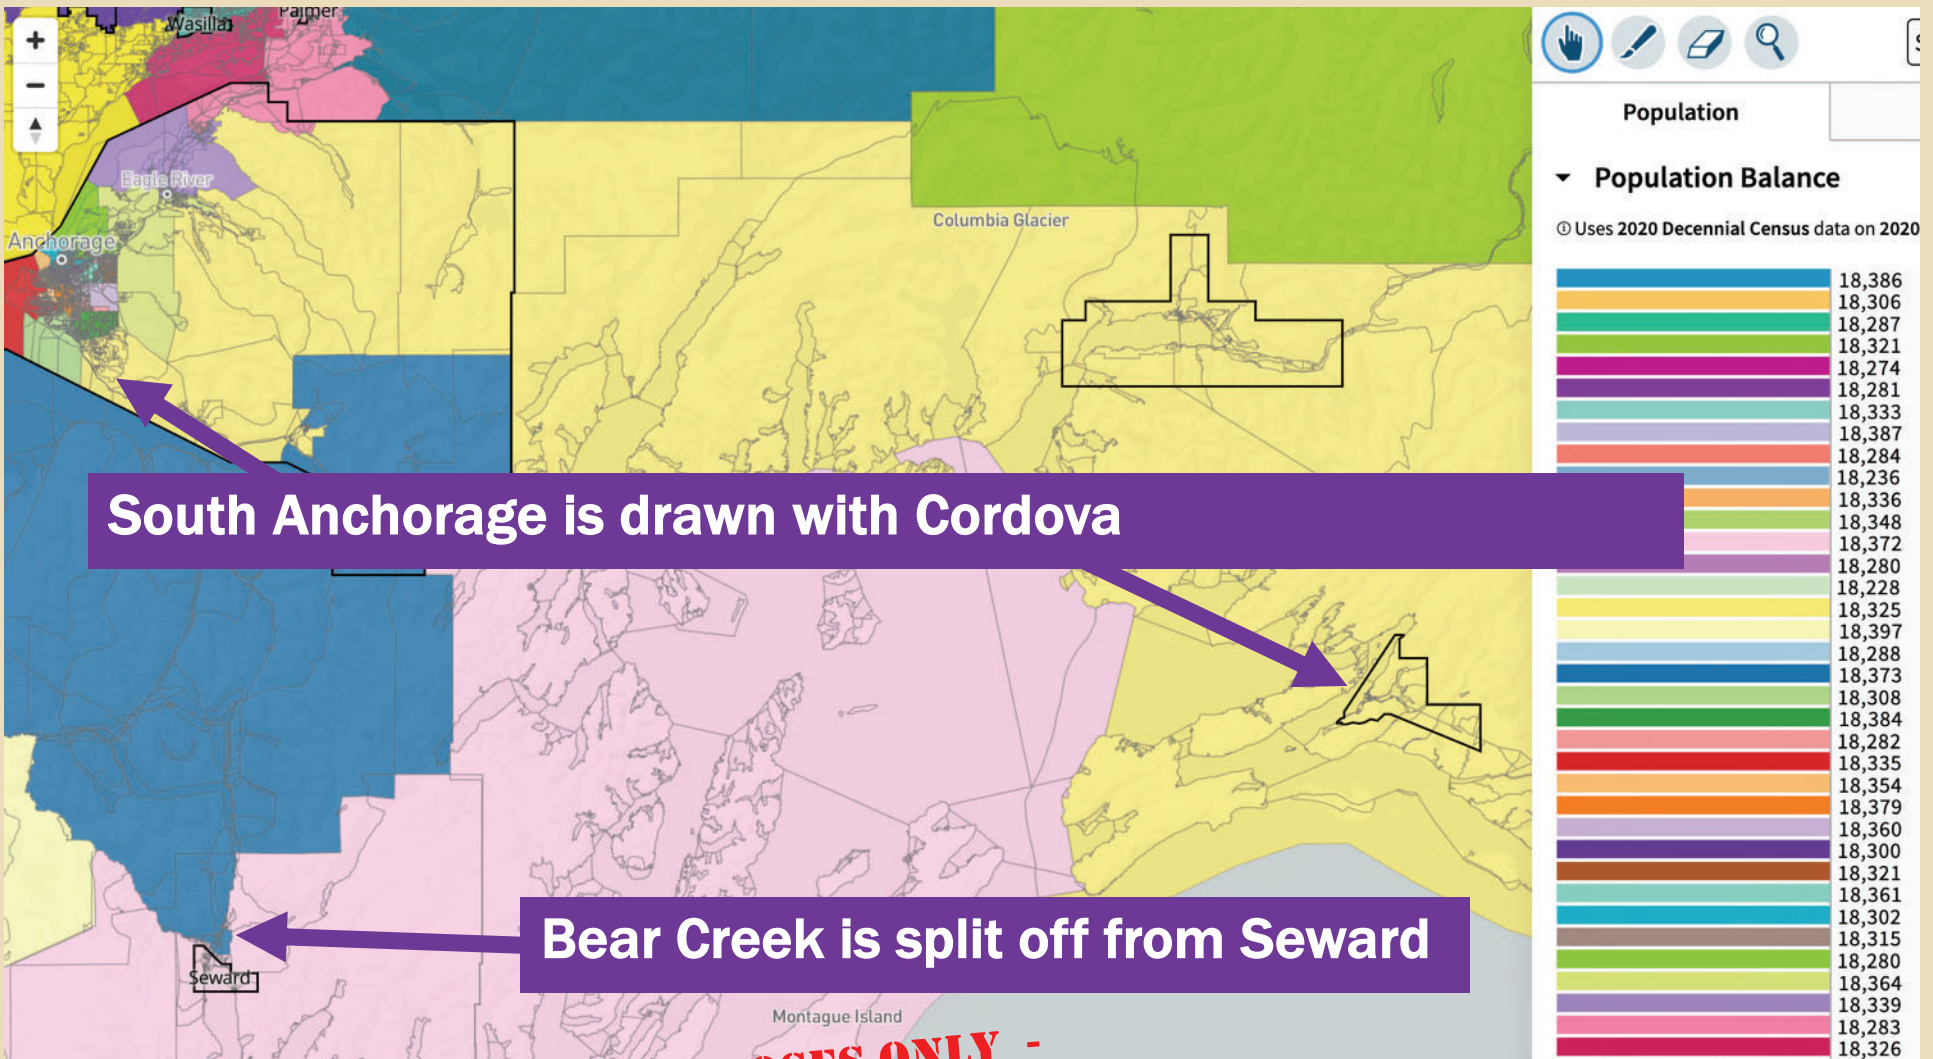 Wasilla
Palmer
Eagle River
Anchorage
Columbia Glacier
South Anchorage is drawn with Cordova
Bear Creek is split off from Seward
Seward
Montague Island
ONLY -
Population
Population Balance
Uses 2020 Decennial Census data on 2020
18,386
18,306
18,287
18,321
18,274
18,281
18,333
18,387
18,284
18,236
18,336
18,348
18,372
18,280
18,228
18,325
18,397
18,288
18,373
18,308
18,384
18,282
18,335
18,354
18,379
18,360
18,300
18,321
18,361
18,302
18,315
18,280
18,364
18,339
18,283
18,326